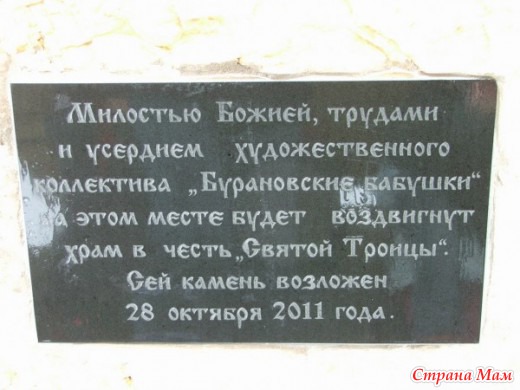 Милостью Божией, трудами
и усердием художественного
коллектива „Бурановские бабушки"
на этом месте будет воздвигнут
храм в честь „Святой Троицы".
Сей камень возложен
28 октября 2011 года.
Страна Мам